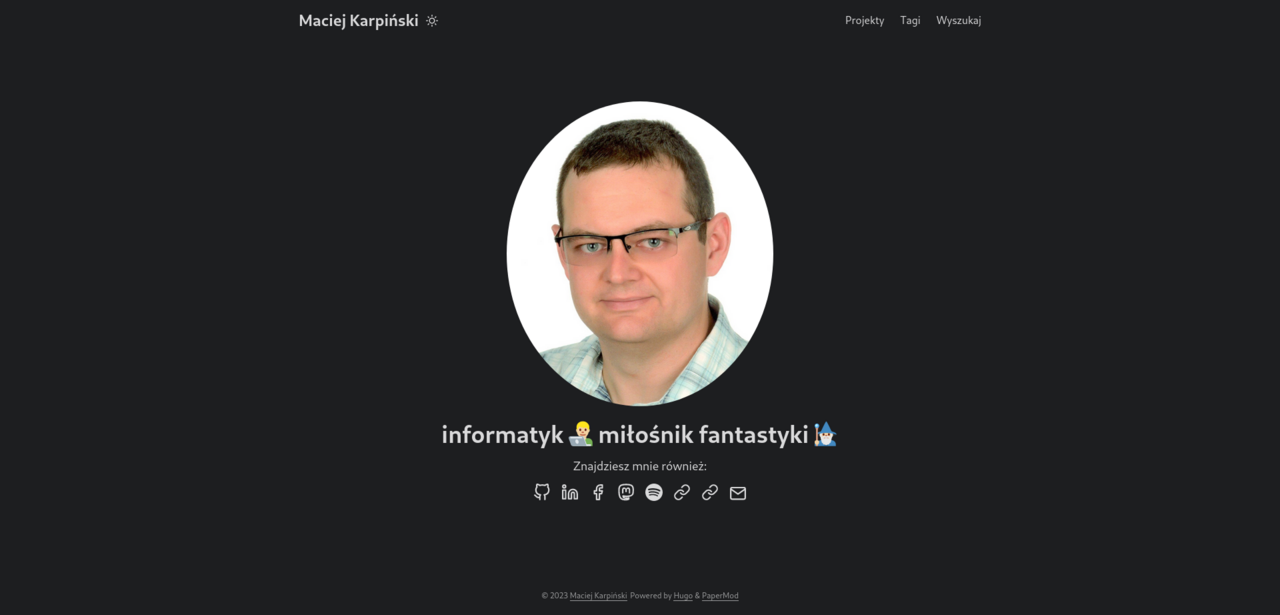 Maciej Karpiński
Projekty Tagi Wyszukaj
informatyk 👨🏼‍💻 miłośnik fantastyki 🧙🏻‍♂️
Znajdziesz mnie również:
© 2023 Maciej Karpiński Powered by Hugo & PaperMod